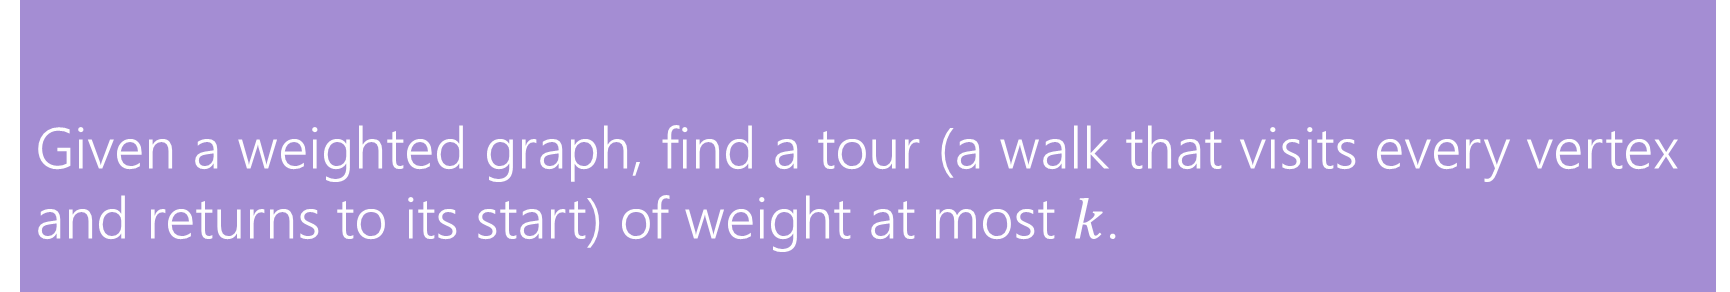 Given a weighted graph, find a tour (a walk that visits every vertex
and returns to its start) of weight at most k.